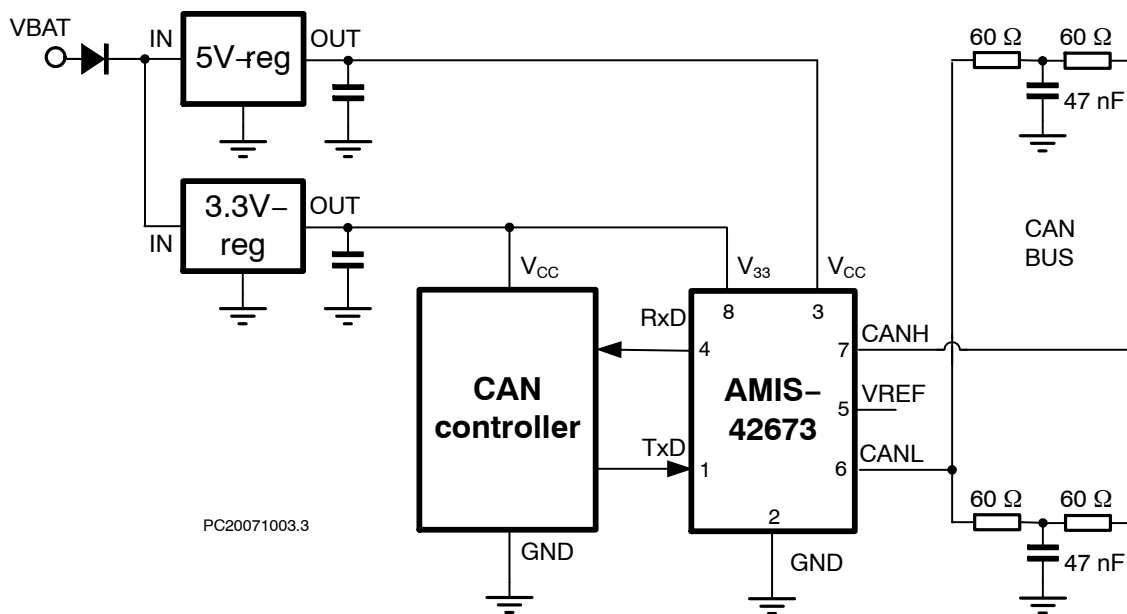 VBAT
IN
5V–reg
OUT
60 Ω
60 Ω
47 nF
IN
3.3V–
reg
OUT
CAN
BUS
VCC
V33
VCC
8
3
RxD
4
7
CANH
CAN
controller
AMIS–
42673
5
VREF
TxD
1
6
CANL
2
60 Ω
60 Ω
PC20071003.3
GND
GND
47 nF